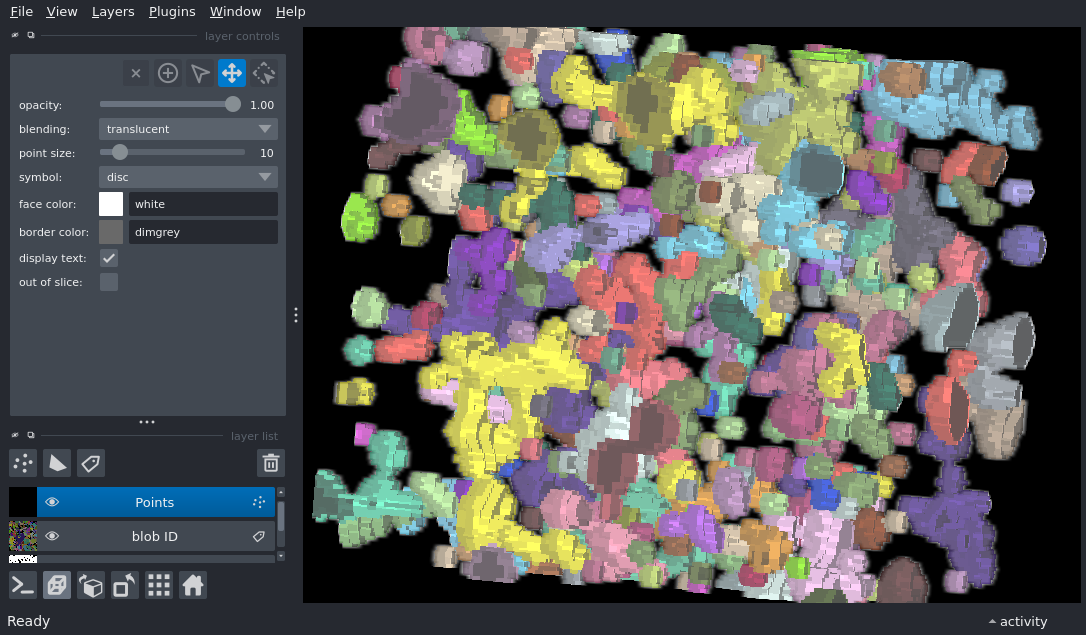 File View Layers Plugins Window Help
layer controls
opacity: 1.00
blending: translucent
point size: 10
symbol: disc
face color: white
border color: dimgrey
display text:
out of slice:
layer list
Points
blob ID
Ready activity